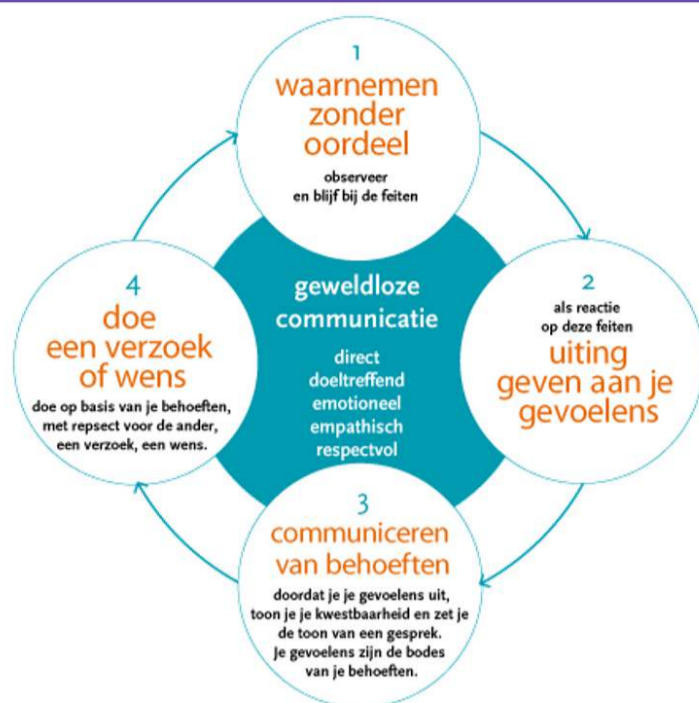 1
waarnemen
zonder
oordeel
observeer
en blijf bij de feiten
geweldloze
communicatie
direct
doeltreffend
emotioneel
empathisch
respectvol
2
als reactie
op deze feiten
uiting
geven aan je
gevoelens
3
communiceren
van behoeften
doordat je je gevoelens uit,
toon je je kwestbaarheid en zet je
de toon van een gesprek.
Je gevoelens zijn de bodes
van je behoeften.
4
doe
een verzoek
of wens
doe op basis van je behoeften,
met repsect voor de ander,
een verzoek, een wens.